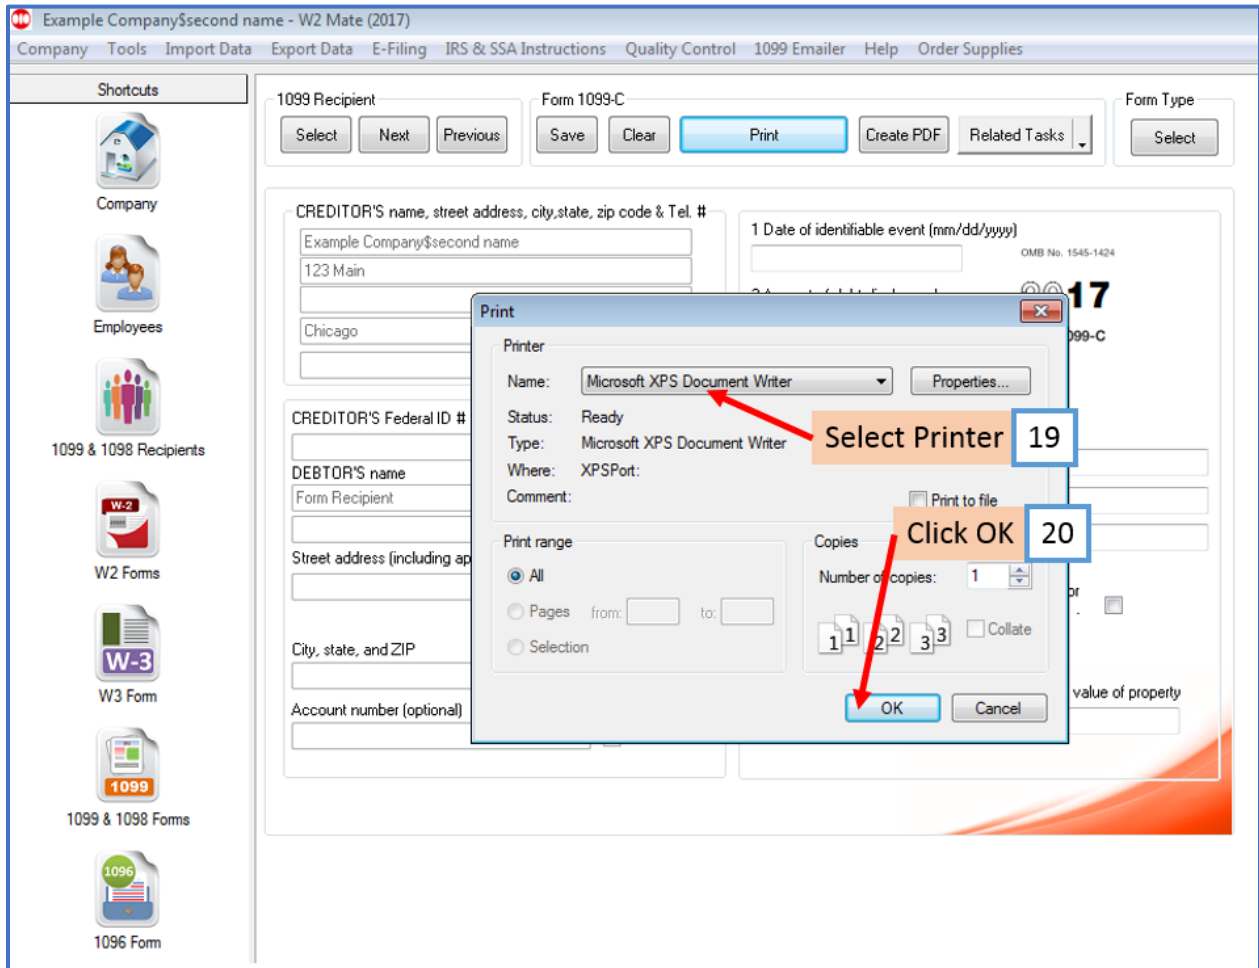 Example Company$second name - W2 Mate (2017)
Company Tools Import Data Export Data E-Filing IRS & SSA Instructions Quality Control 1099 Emailer Help Order Supplies
Shortcuts
Company
Employees
1099 & 1098 Recipients
W-2
W2 Forms
W-3
W3 Form
1099
1099 & 1098 Forms
1096
1096 Form
1099 Recipient
Select Next Previous
Form 1099-C
Save Clear Print Create PDF Related Tasks
Form Type
Select
CREDITOR'S name, street address, city,state, zip code & Tel. #
Example Company$second name
123 Main
Chicago
CREDITOR'S Federal ID #
DEBTOR'S name
Form Recipient
Street address (including ap
City, state, and ZIP
Account number (optional)
1 Date of identifiable event (mm/dd/yyyy)
OMB No. 1545-1424
2017
099-C
or
value of property
Print
Printer
Name: Microsoft XPS Document Writer Properties...
Status: Ready
Type: Microsoft XPS Document Writer
Where: XPSPort:
Comment:
Print to file
Select Printer 19
Click OK 20
Print range
All
Pages from: to:
Selection
Copies
Number of copies: 1
1 1 2 2 3 3
Collate
OK Cancel